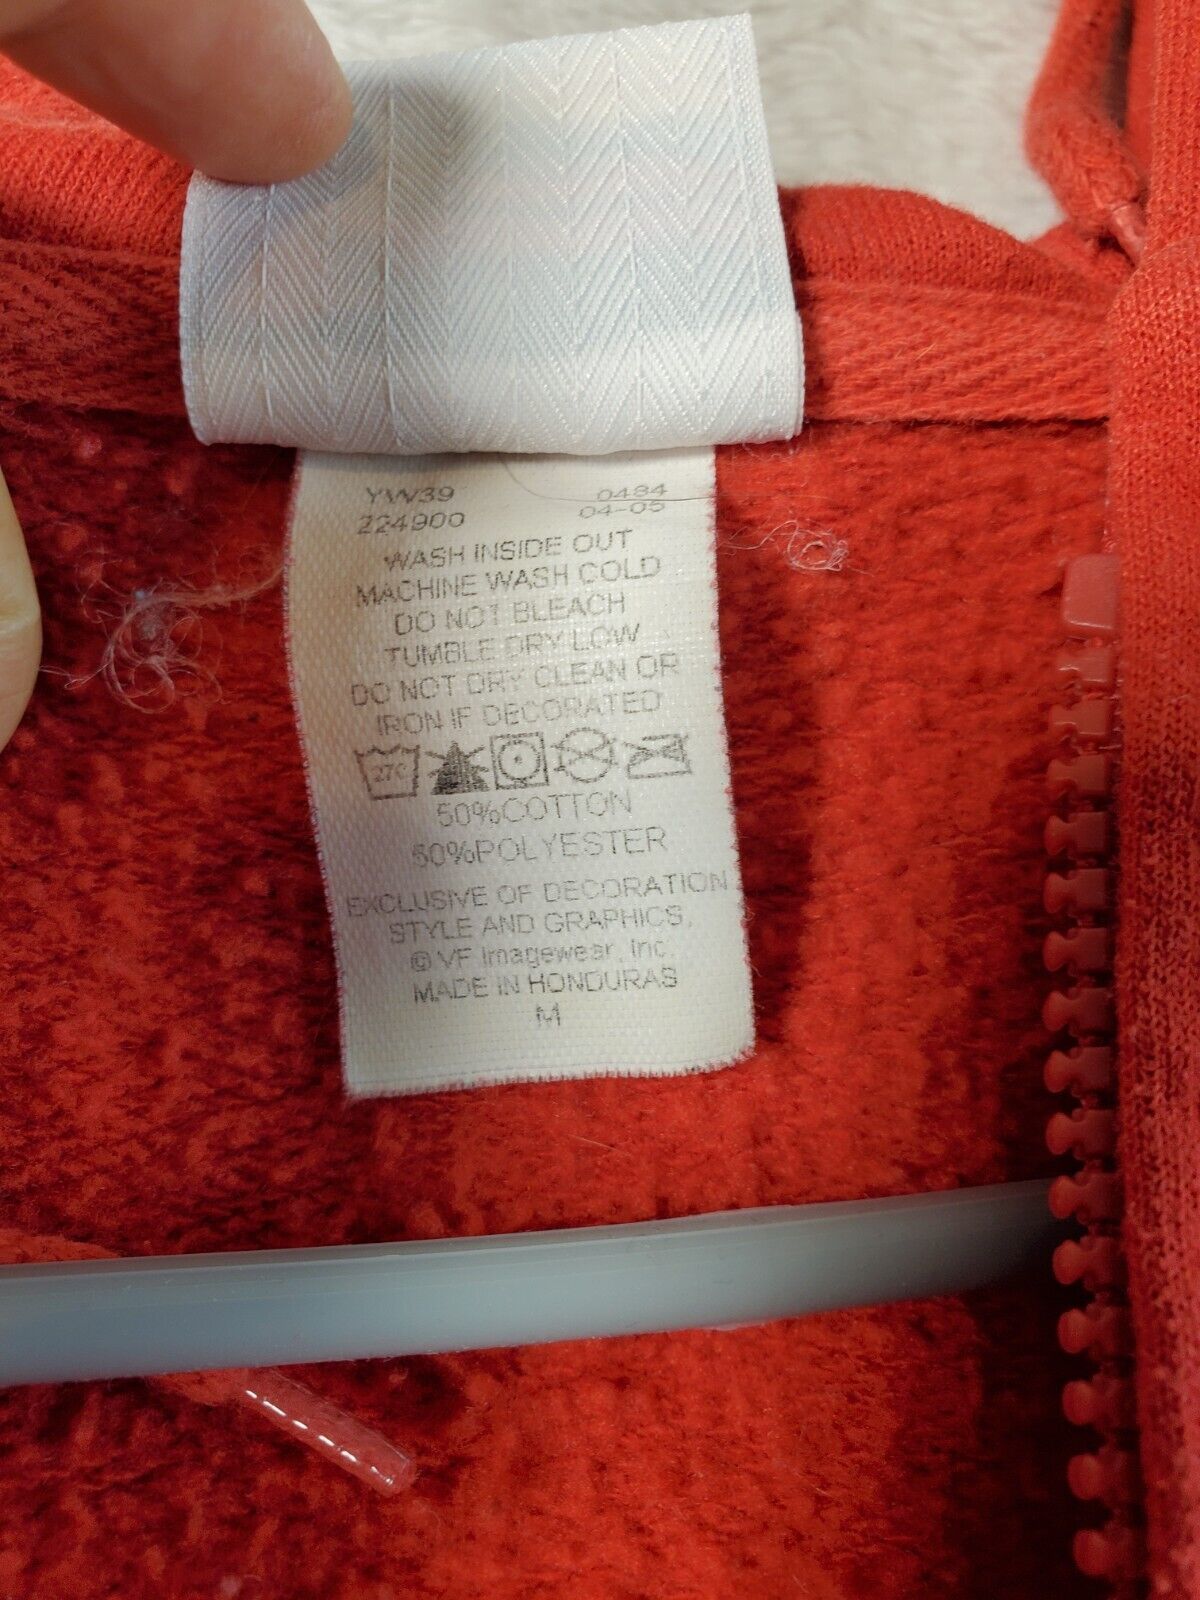 YW39 0484
224900 04-05
WASH INSIDE OUT
MACHINE WASH COLD
DO NOT BLEACH
TUMBLE DRY LOW
DO NOT DRY CLEAN OR
IRON IF DECORATED
27C
50%COTTON
50%POLYESTER
EXCLUSIVE OF DECORATION
STYLE AND GRAPHICS,
© VF Imagewear, Inc.
MADE IN HONDURAS
M